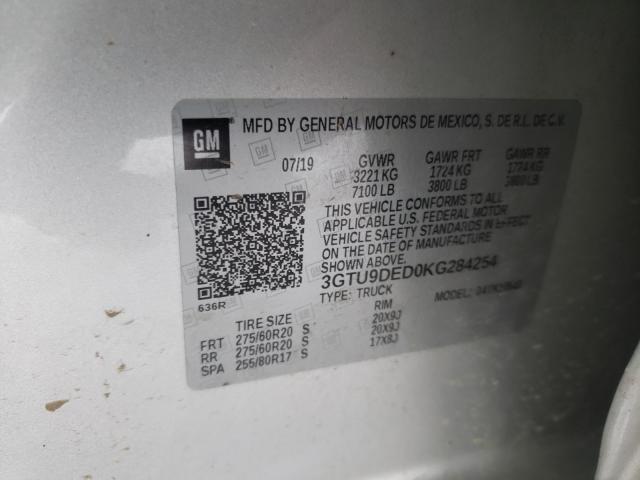 GM MFD BY GENERAL MOTORS DE MEXICO, S. DE R.L. DE C.V.
07/19 GVWR GAWR FRT GAWR RR
3221 KG 1724 KG 1724 KG
7100 LB 3800 LB 3800 LB
THIS VEHICLE CONFORMS TO ALL
APPLICABLE U.S. FEDERAL MOTOR
VEHICLE SAFETY STANDARDS IN EFFECT
ON THE DATE OF MANUFACTURE
SHOWN ABOVE.
636R 3GTU9DED0KG284254
TYPE: TRUCK MODEL:
TIRE SIZE RIM
FRT 275/60R20 S 20X9J
RR 275/60R20 S 20X9J
SPA 255/80R17 S 17X8J